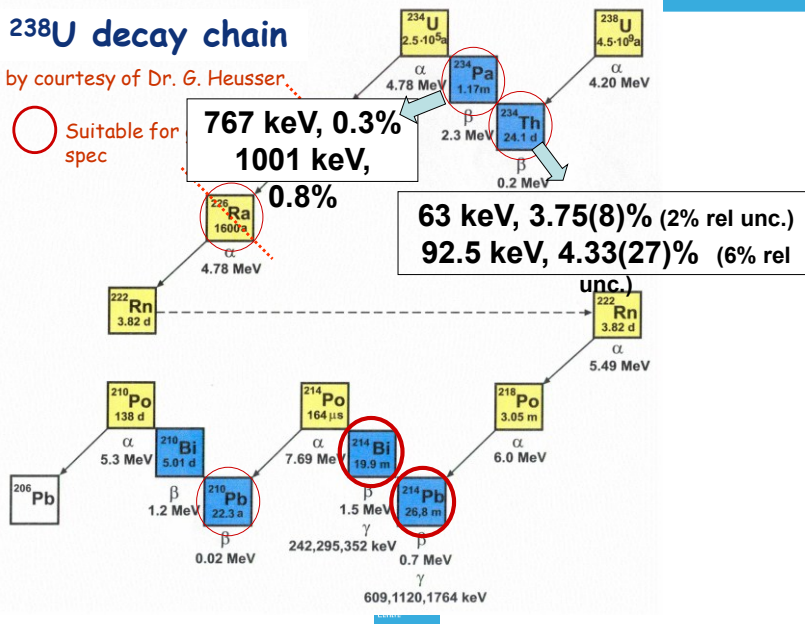 ²³⁸U decay chain
by courtesy of Dr. G. Heusser
Suitable for
spec
767 keV, 0.3%
1001 keV,
0.8%
63 keV, 3.75(8)% (2% rel unc.)
92.5 keV, 4.33(27)% (6% rel
unc.)
²³⁴U
2.5·10⁵a
α
4.78 MeV
²³⁸U
4.5·10⁹a
α
4.20 MeV
²³⁴Pa
1.17m
β
2.3 MeV
²³⁴Th
24.1 d
β
0.2 MeV
²²⁶Ra
1600a
α
4.78 MeV
²²²Rn
3.82 d
²²²Rn
3.82 d
α
5.49 MeV
²¹⁰Po
138 d
α
5.3 MeV
²¹⁴Po
164 μs
α
7.69 MeV
²¹⁸Po
3.05 m
α
6.0 MeV
²¹⁰Bi
5.01 d
β
1.2 MeV
²¹⁴Bi
19.9 m
β
1.5 MeV
γ
242,295,352 keV
²⁰⁶Pb
²¹⁰Pb
22.3 a
β
0.02 MeV
²¹⁴Pb
26,8 m
β
0.7 MeV
γ
609,1120,1764 keV